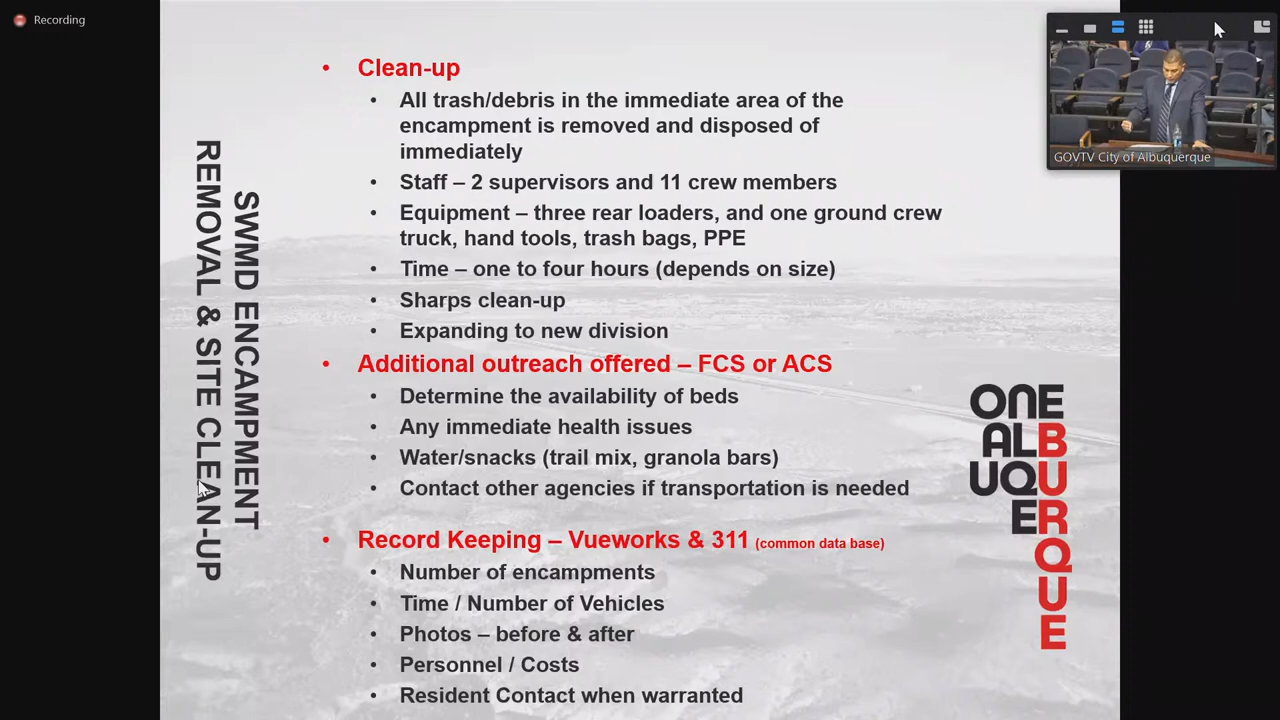 Recording
SWMD ENCAMPMENT
REMOVAL & SITE CLEAN-UP
• Clean-up
• All trash/debris in the immediate area of the
encampment is removed and disposed of
immediately
• Staff – 2 supervisors and 11 crew members
• Equipment – three rear loaders, and one ground crew
truck, hand tools, trash bags, PPE
• Time – one to four hours (depends on size)
• Sharps clean-up
• Expanding to new division
• Additional outreach offered – FCS or ACS
• Determine the availability of beds
• Any immediate health issues
• Water/snacks (trail mix, granola bars)
• Contact other agencies if transportation is needed
• Record Keeping – Vueworks & 311 (common data base)
• Number of encampments
• Time / Number of Vehicles
• Photos – before & after
• Personnel / Costs
• Resident Contact when warranted
GOVTV City of Albuquerque
ONE
ALB
UQU
ER
Q
U
E